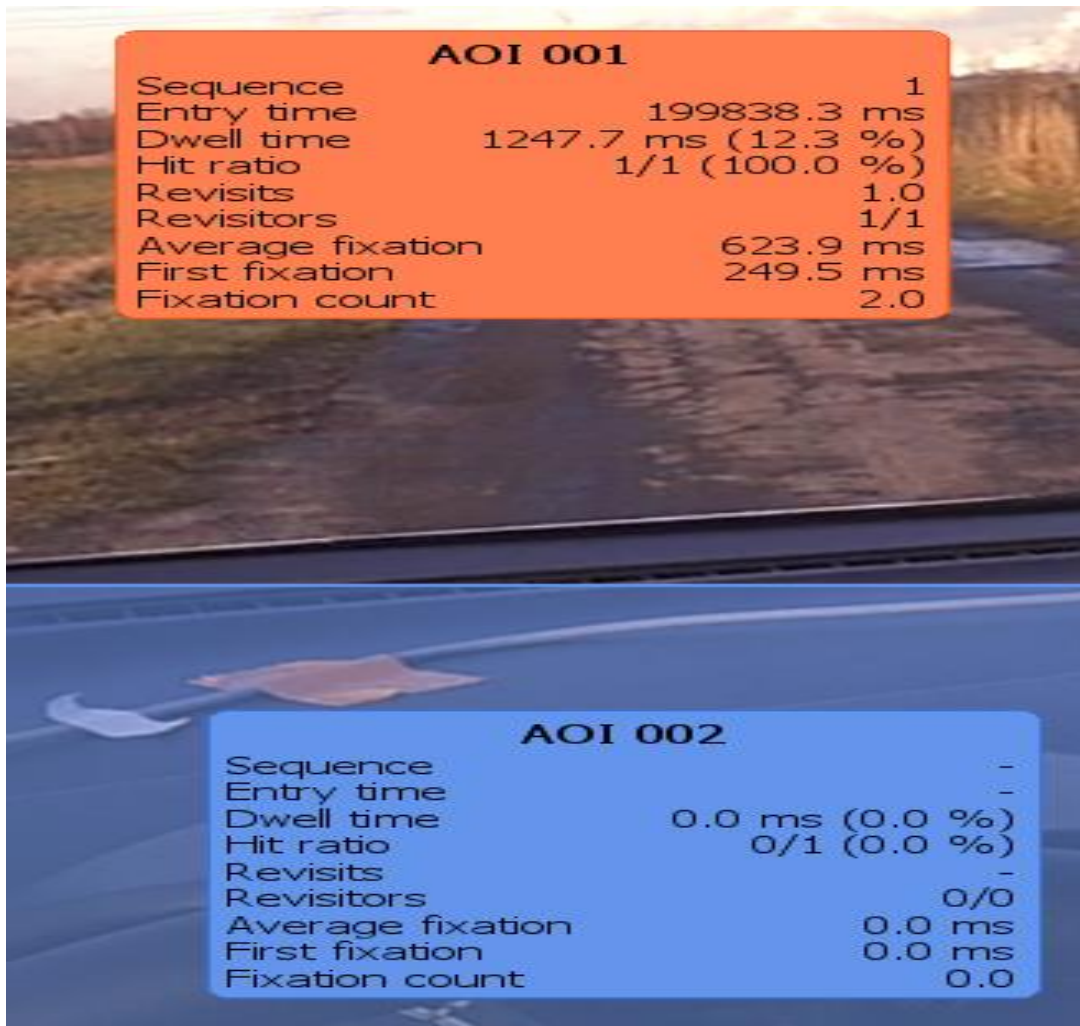 AOI 001
Sequence 1
Entry time 199838.3 ms
Dwell time 1247.7 ms (12.3 %)
Hit ratio 1/1 (100.0 %)
Revisits 1.0
Revisitors 1/1
Average fixation 623.9 ms
First fixation 249.5 ms
Fixation count 2.0
AOI 002
Sequence -
Entry time -
Dwell time 0.0 ms (0.0 %)
Hit ratio 0/1 (0.0 %)
Revisits -
Revisitors 0/0
Average fixation 0.0 ms
First fixation 0.0 ms
Fixation count 0.0